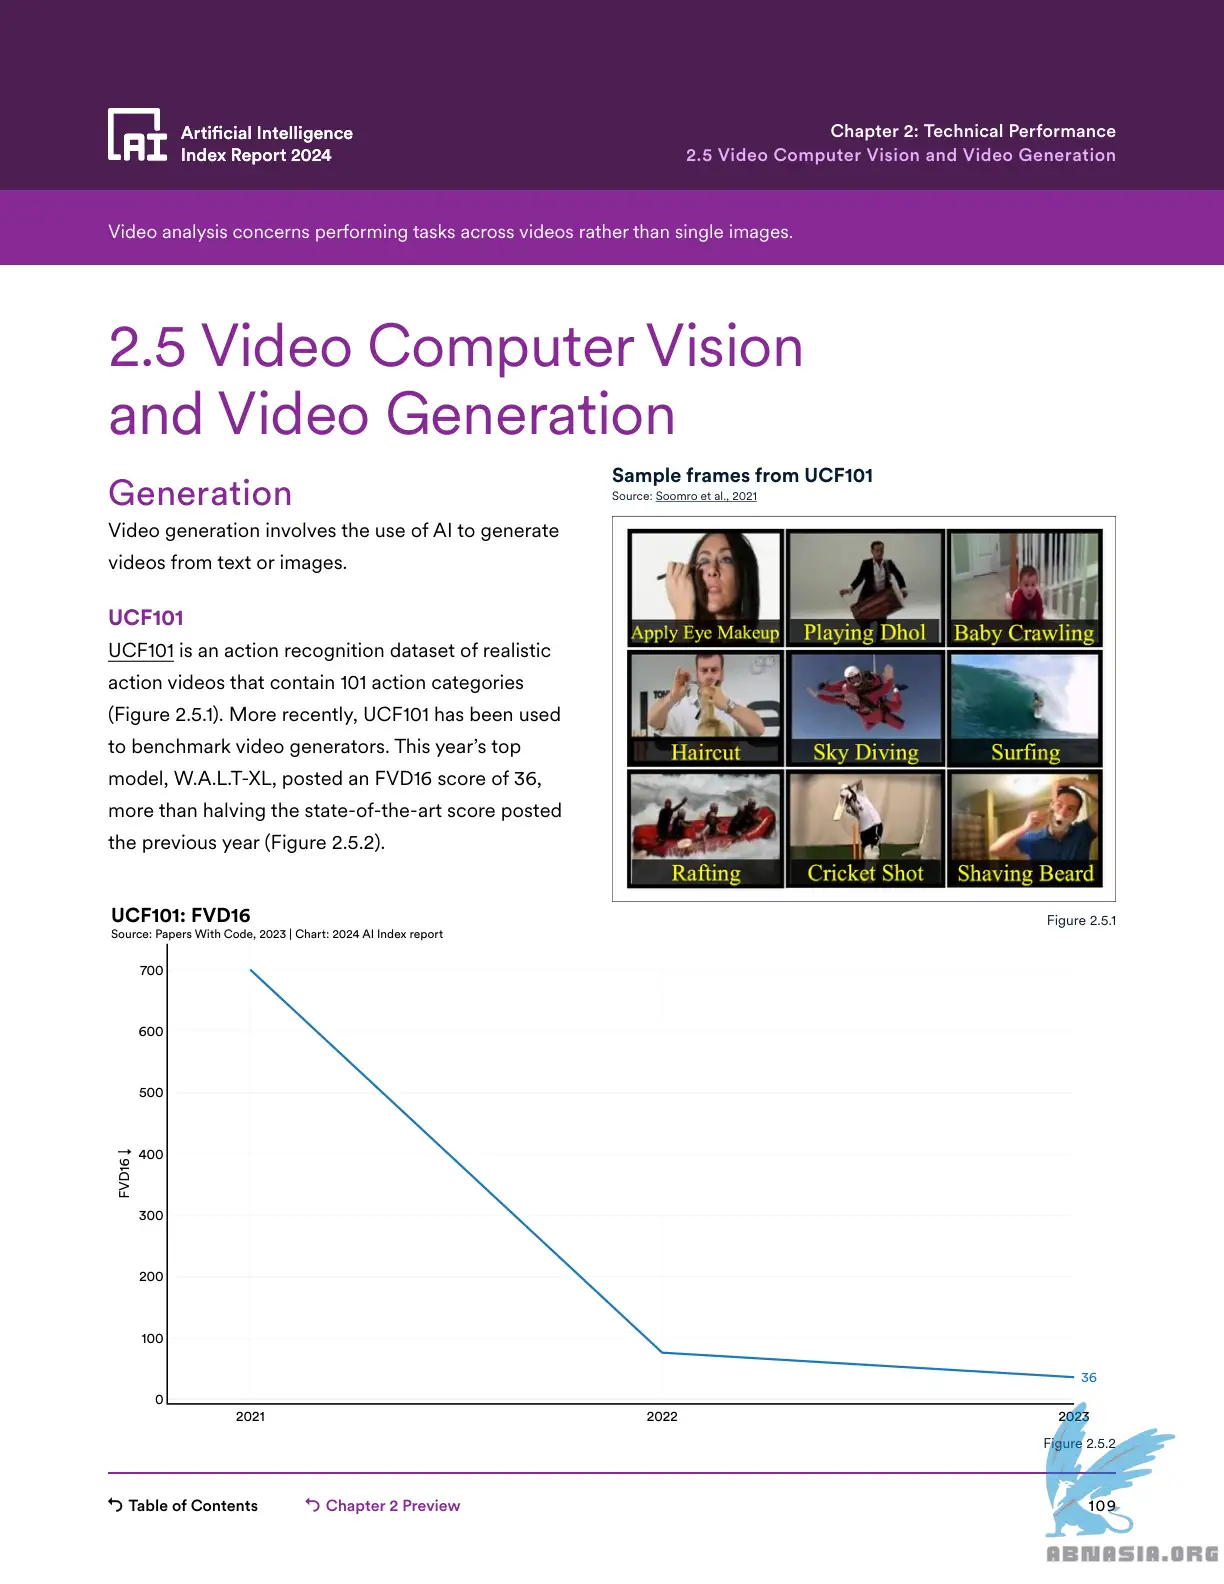 Artificial Intelligence
Index Report 2024
Chapter 2: Technical Performance
2.5 Video Computer Vision and Video Generation
Video analysis concerns performing tasks across videos rather than single images.
2.5 Video Computer Vision
and Video Generation
Generation
Video generation involves the use of AI to generate
videos from text or images.
UCF101
UCF101 is an action recognition dataset of realistic
action videos that contain 101 action categories
(Figure 2.5.1). More recently, UCF101 has been used
to benchmark video generators. This year’s top
model, W.A.L.T-XL, posted an FVD16 score of 36,
more than halving the state-of-the-art score posted
the previous year (Figure 2.5.2).
Sample frames from UCF101
Source: Soomro et al., 2021
Apply Eye Makeup
Playing Dhol
Baby Crawling
Haircut
Sky Diving
Surfing
Rafting
Cricket Shot
Shaving Beard
Figure 2.5.1
UCF101: FVD16
Source: Papers With Code, 2023 | Chart: 2024 AI Index report
700
600
500
400
300
200
100
0
FVD16↓
36
2021
2022
2023
Figure 2.5.2
Table of Contents
Chapter 2 Preview
109
ABNASIA.ORG